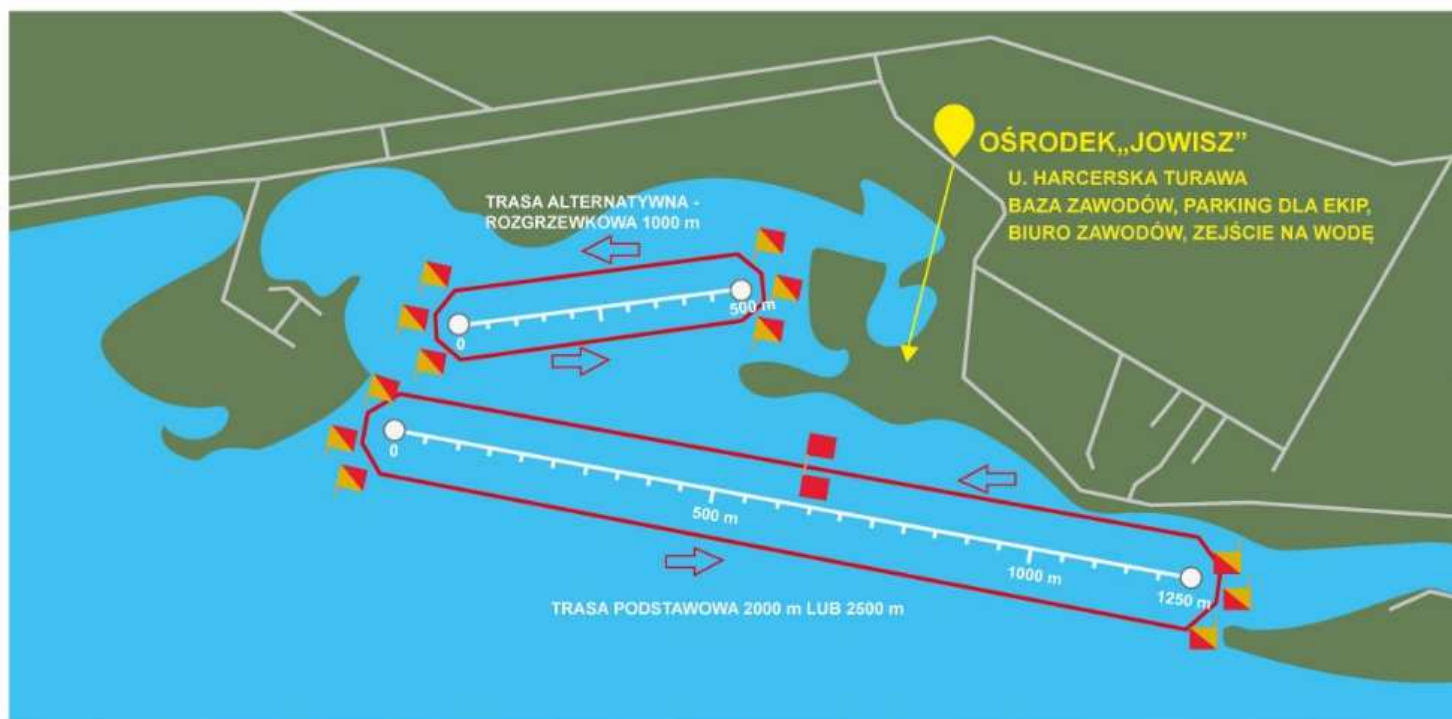 OŚRODEK„JOWISZ”
U. HARCERSKA TURAWA
BAZA ZAWODÓW, PARKING DLA EKIP,
BIURO ZAWODÓW, ZEJŚCIE NA WODĘ
TRASA ALTERNATYWNA -
ROZGRZEWKOWA 1000 m
500 m
0
0
500 m
1000 m
1250 m
TRASA PODSTAWOWA 2000 m LUB 2500 m